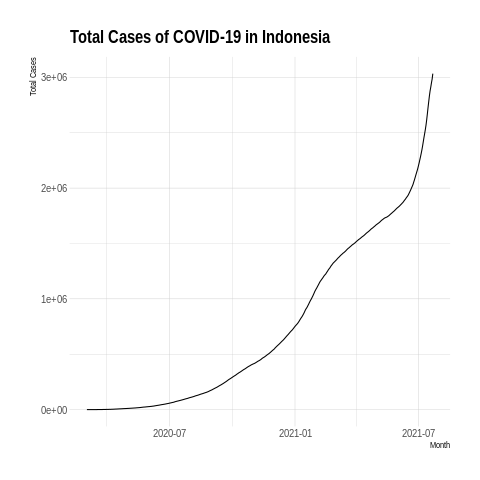 Total Cases of COVID-19 in Indonesia
Total Cases
3e+06
2e+06
1e+06
0e+00
2020-07
2021-01
2021-07
Month